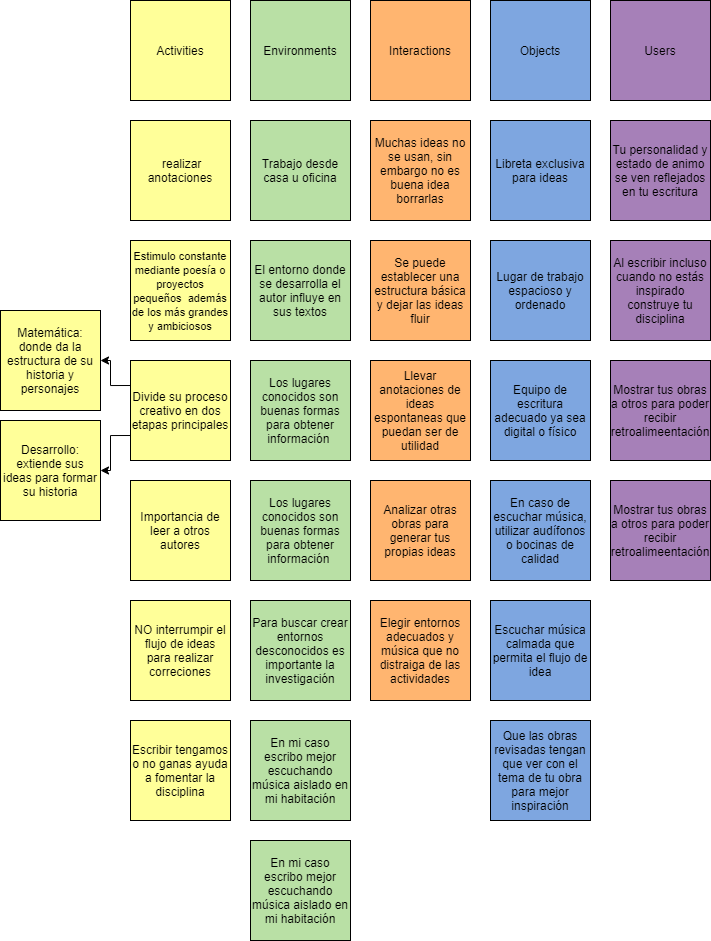 Activities
Environments
Interactions
Objects
Users
realizar
anotaciones
Trabajo desde
casa u oficina
Muchas ideas no
se usan, sin
embargo no es
buena idea
borrarlas
Libreta exclusiva
para ideas
Tu personalidad y
estado de animo
se ven reflejados
en tu escritura
Estimulo constante
mediante poesía o
proyectos
pequeños además
de los más grandes
y ambiciosos
El entorno donde
se desarrolla el
autor influye en
sus textos
Se puede
establecer una
estructura básica
y dejar las ideas
fluir
Lugar de trabajo
espacioso y
ordenado
Al escribir incluso
cuando no estás
inspirado
construye tu
disciplina
Matemática:
donde da la
estructura de su
historia y
personajes
Desarrollo:
extiende sus
ideas para formar
su historia
Divide su proceso
creativo en dos
etapas principales
Los lugares
conocidos son
buenas formas
para obtener
información
Llevar
anotaciones de
ideas
espontaneas que
puedan ser de
utilidad
Equipo de
escritura
adecuado ya sea
digital o físico
Mostrar tus obras
a otros para poder
recibir
retroalimeentación
Importancia de
leer a otros
autores
Los lugares
conocidos son
buenas formas
para obtener
información
Analizar otras
obras para
generar tus
propias ideas
En caso de
escuchar música,
utilizar audífonos
o bocinas de
calidad
Mostrar tus obras
a otros para poder
recibir
retroalimeentación
NO interrumpir el
flujo de ideas
para realizar
correciones
Para buscar crear
entornos
desconocidos es
importante la
investigación
Elegir entornos
adecuados y
música que no
distraiga de las
actividades
Escuchar música
calmada que
permita el flujo de
idea
Escribir tengamos
o no ganas ayuda
a fomentar la
disciplina
En mi caso
escribo mejor
escuchando
música aislado en
mi habitación
Que las obras
revisadas tengan
que ver con el
tema de tu obra
para mejor
inspiración
En mi caso
escribo mejor
escuchando
música aislado en
mi habitación